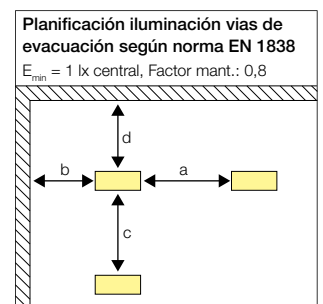 Planificación iluminación vias de
evacuación según norma EN 1838
Emin = 1 lx central, Factor mant.: 0,8
d
b
a
c